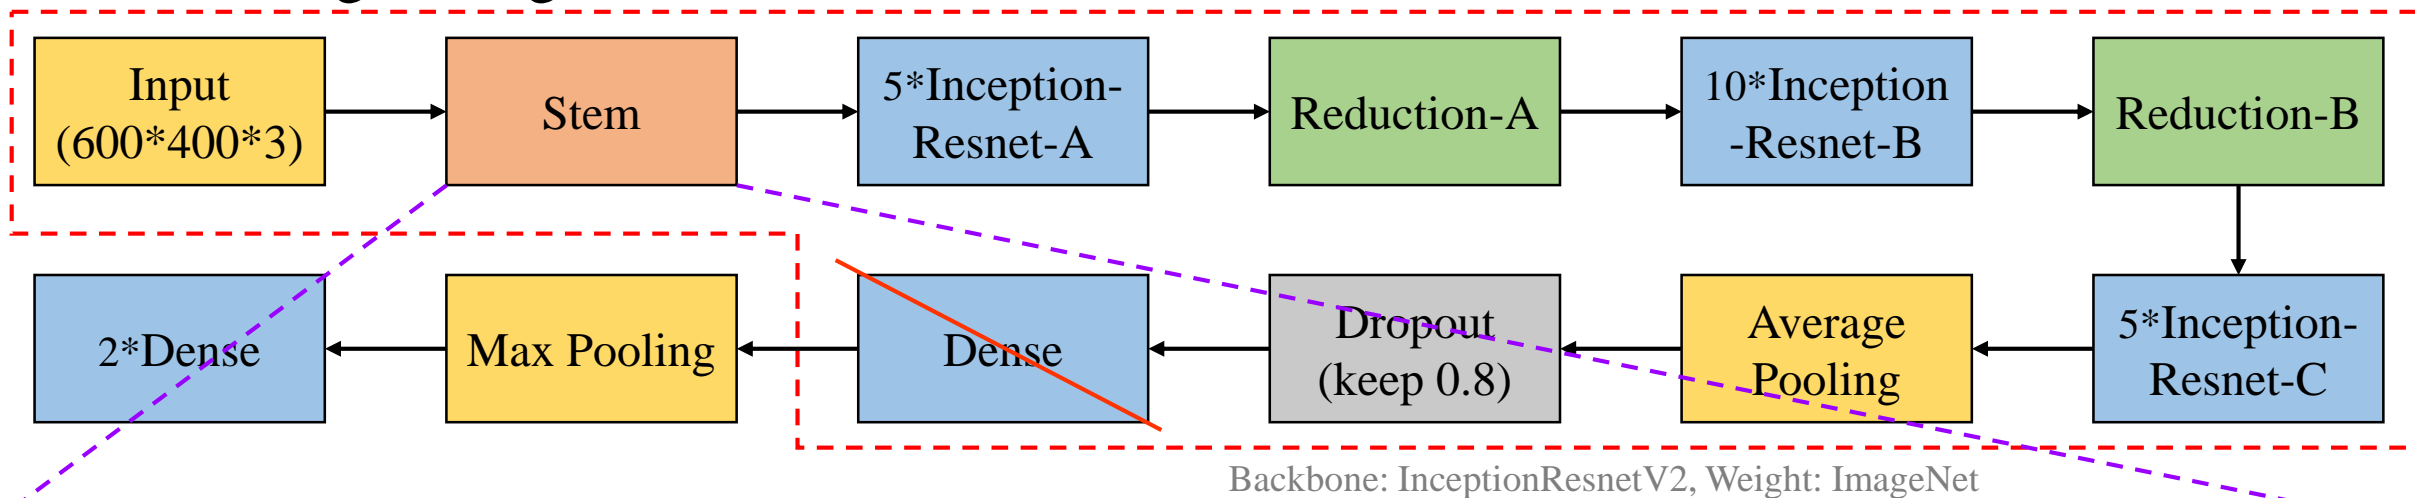 Input
(600*400*3)
Stem
5*Inception-
Resnet-A
Reduction-A
10*Inception
-Resnet-B
Reduction-B
2*Dense
Max Pooling
Dense
Dropout
(keep 0.8)
Average
Pooling
5*Inception-
Resnet-C
Backbone: InceptionResnetV2, Weight: ImageNet